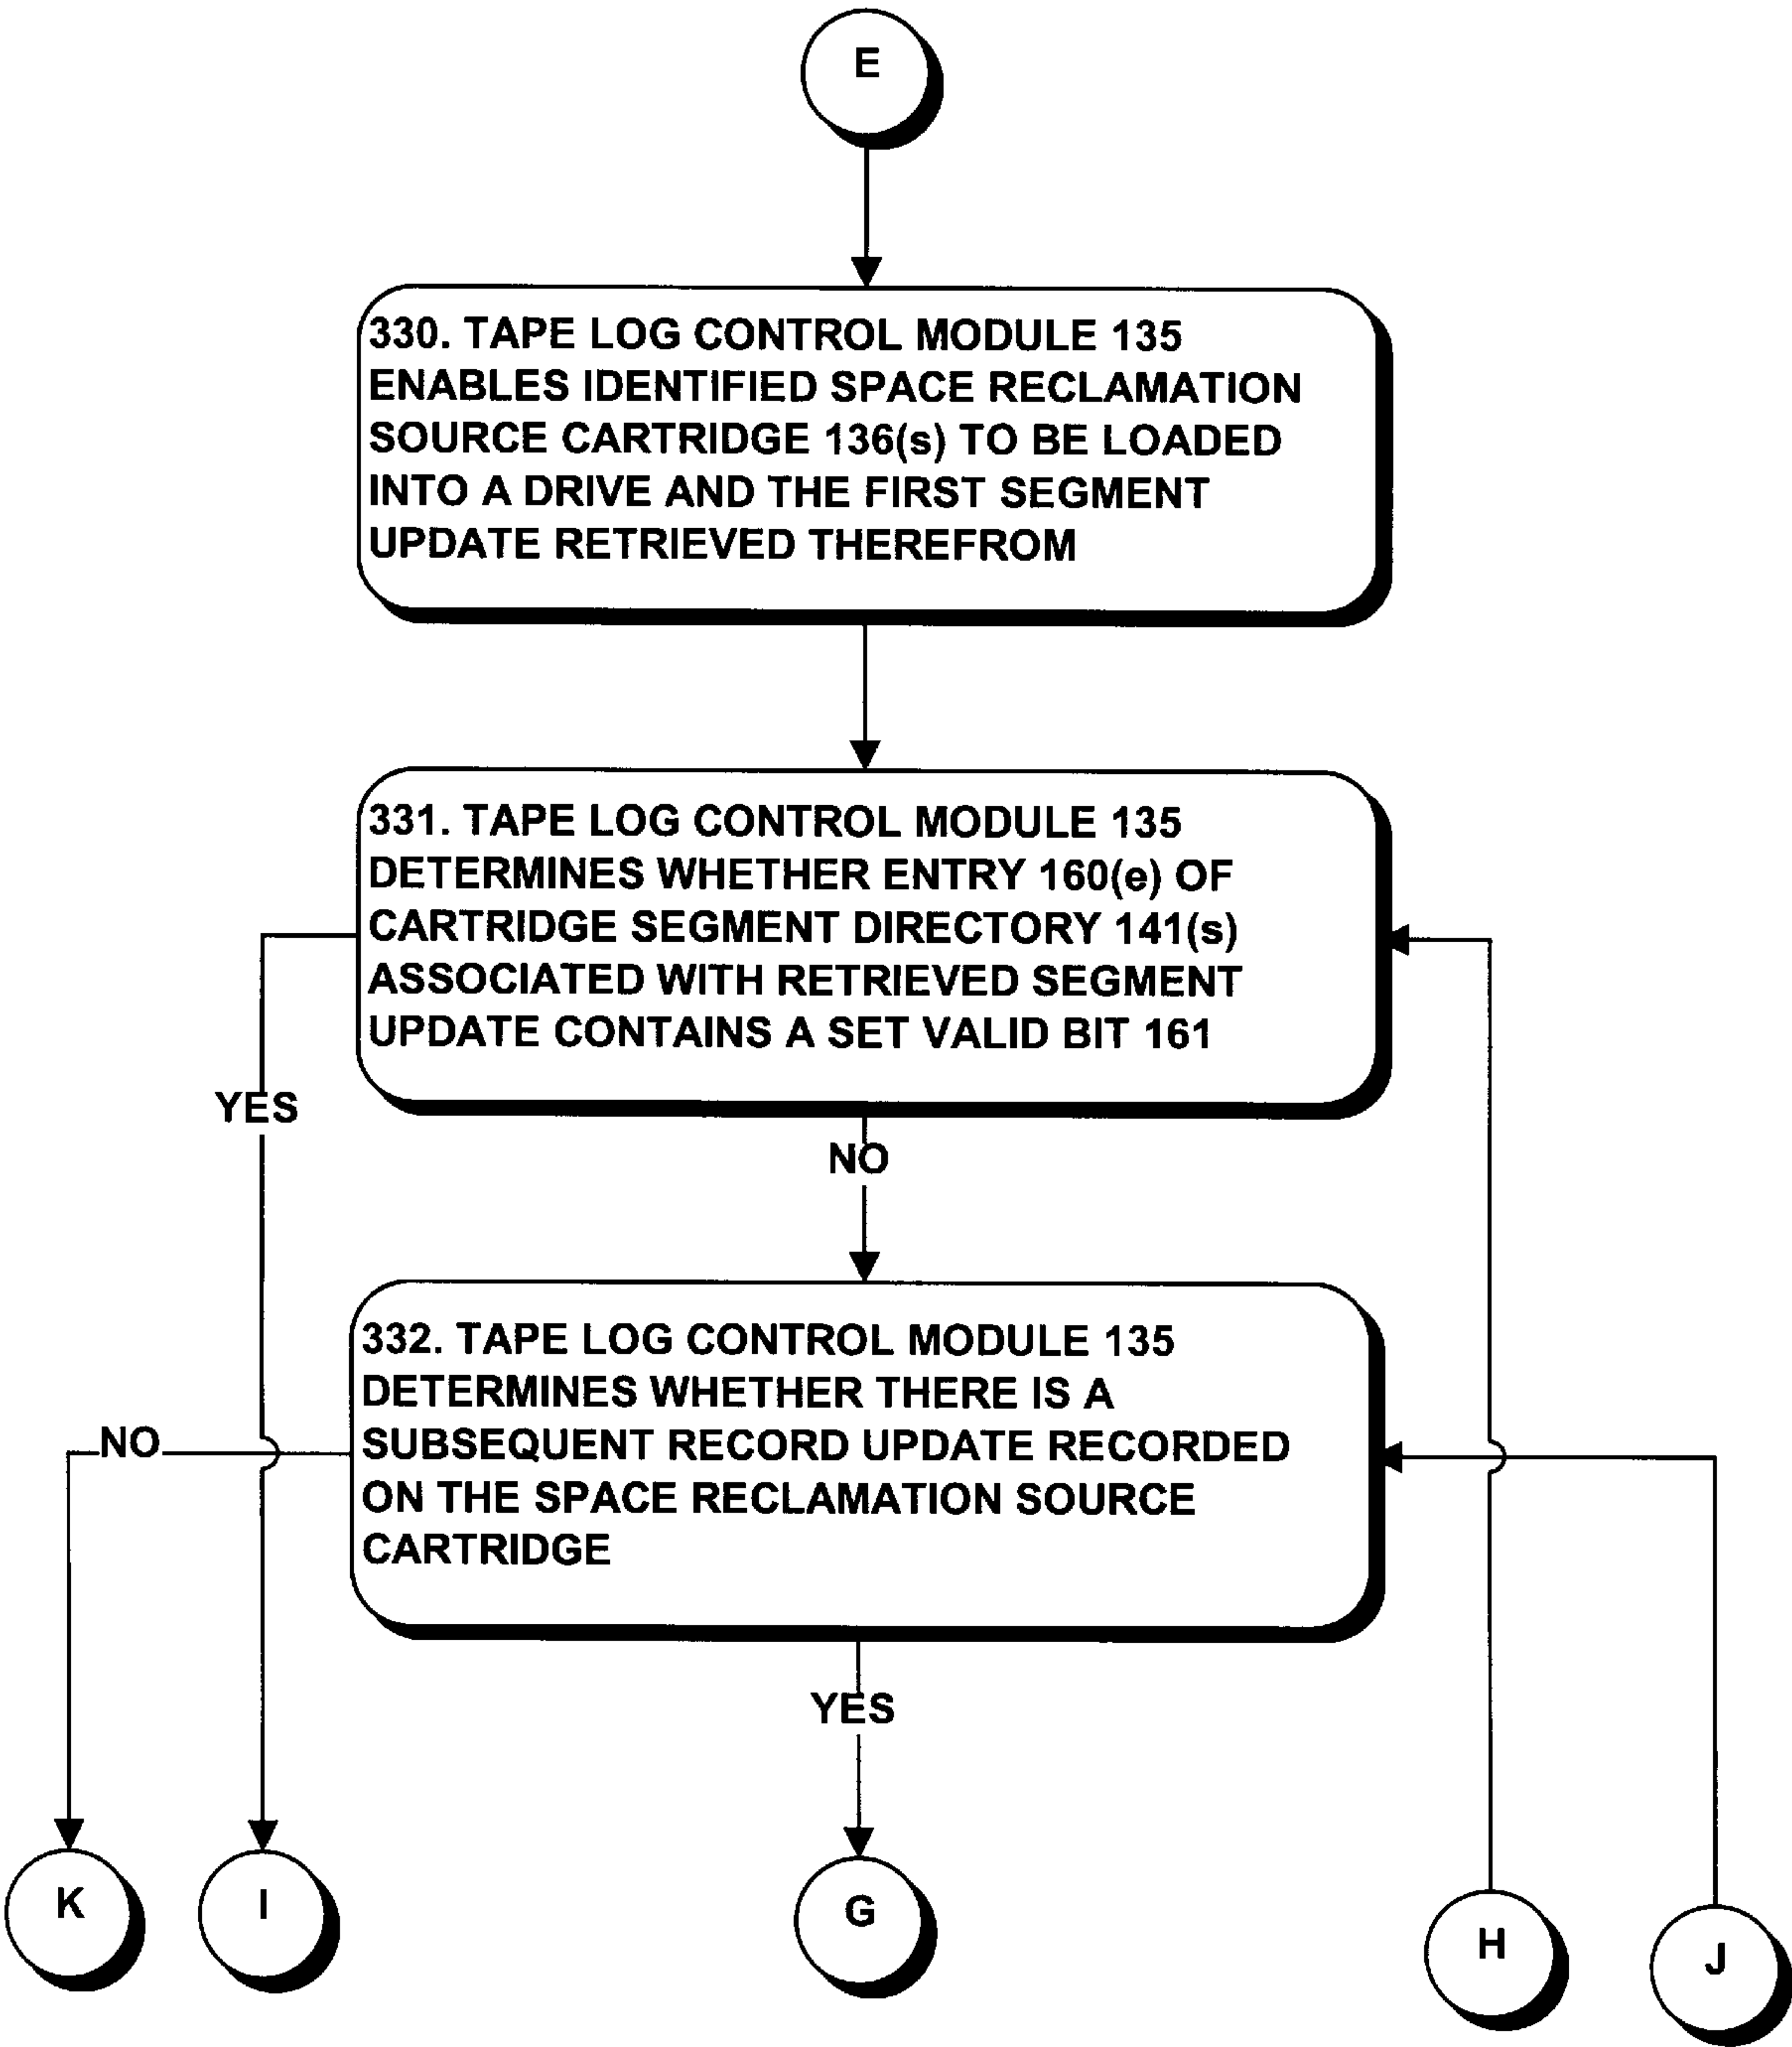 E
330. TAPE LOG CONTROL MODULE 135
ENABLES IDENTIFIED SPACE RECLAMATION
SOURCE CARTRIDGE 136(s) TO BE LOADED
INTO A DRIVE AND THE FIRST SEGMENT
UPDATE RETRIEVED THEREFROM
331. TAPE LOG CONTROL MODULE 135
DETERMINES WHETHER ENTRY 160(e) OF
CARTRIDGE SEGMENT DIRECTORY 141(s)
ASSOCIATED WITH RETRIEVED SEGMENT
UPDATE CONTAINS A SET VALID BIT 161
YES
NO
332. TAPE LOG CONTROL MODULE 135
DETERMINES WHETHER THERE IS A
SUBSEQUENT RECORD UPDATE RECORDED
ON THE SPACE RECLAMATION SOURCE
CARTRIDGE
NO
YES
K
I
G
H
J